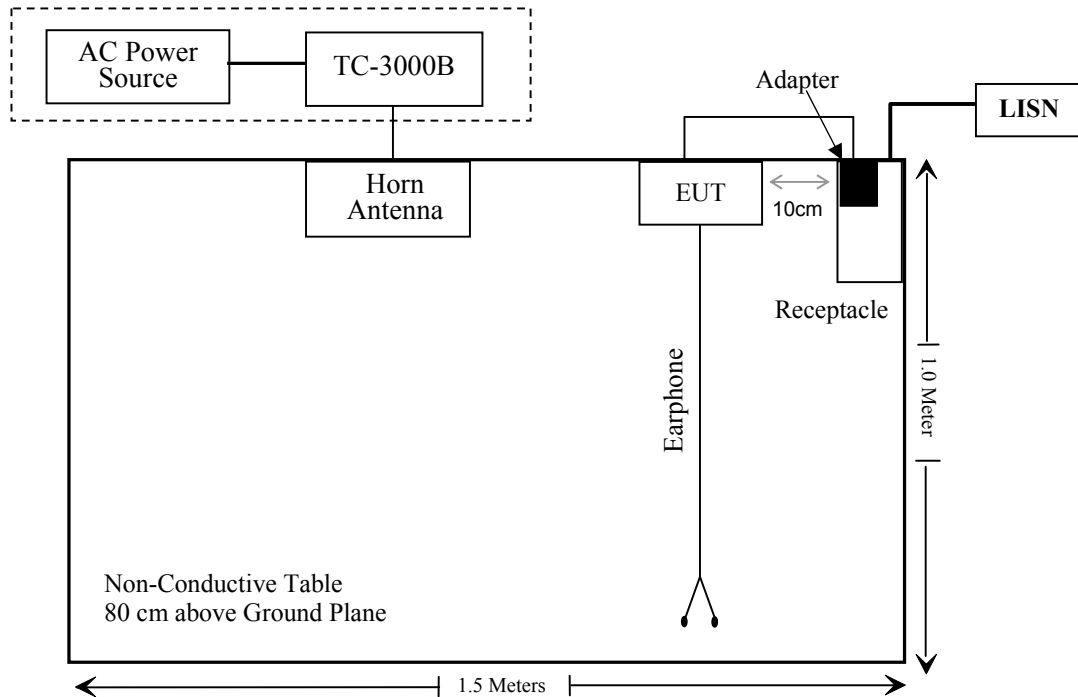 AC Power
Source
TC-3000B
Adapter
LISN
Horn
Antenna
EUT
10cm
Receptacle
Earphone
1.0 Meter
Non-Conductive Table
80 cm above Ground Plane
1.5 Meters